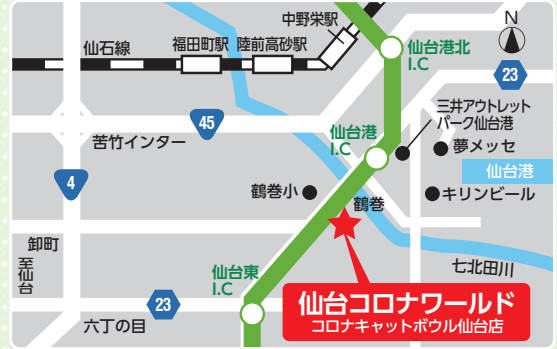 中野栄駅
N
仙石線
福田町駅
陸前高砂駅
仙台港北
I.C
23
三井アウトレット
パーク仙台港
45
仙台港
I.C
苦竹インター
夢メッセ
仙台港
4
鶴巻小
鶴巻
キリンビール
卸町
至仙台
仙台東
I.C
七北田川
23
六丁の目
仙台コロナワールド
コロナキャットボウル仙台店